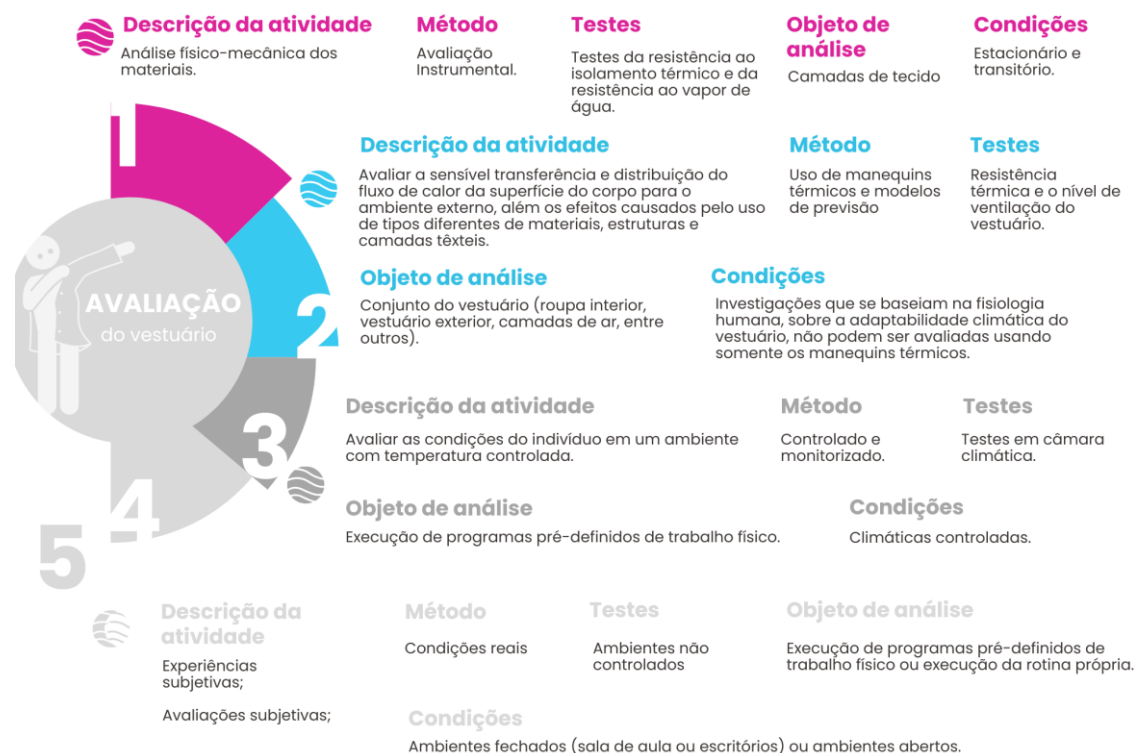 Descrição da atividade
Análise físico-mecânica dos
materiais.
Método
Avaliação
Instrumental.
Testes
Testes da resistência ao
isolamento térmico e da
resistência ao vapor de
água.
Objeto de
análise
Camadas de tecido
Condições
Estacionário e
transitório.
1
Descrição da atividade
Avaliar a sensível transferência e distribuição do
fluxo de calor da superfície do corpo para o
ambiente externo, além os efeitos causados pelo uso
de tipos diferentes de materiais, estruturas e
camadas têxteis.
Método
Uso de manequins
térmicos e modelos
de previsão
Testes
Resistência
térmica e o nível de
ventilação do
vestuário.
AVALIAÇÃO
do vestuário
2
Objeto de análise
Conjunto do vestuário (roupa interior,
vestuário exterior, camadas de ar, entre
outros).
Condições
Investigações que se baseiam na fisiologia
humana, sobre a adaptabilidade climática do
vestuário, não podem ser avaliadas usando
somente os manequins térmicos.
3
Descrição da atividade
Avaliar as condições do indivíduo em um ambiente
com temperatura controlada.
Método
Controlado e
monitorizado.
Testes
Testes em câmara
climática.
4
Objeto de análise
Execução de programas pré-definidos de trabalho físico.
Condições
Climáticas controladas.
5
Descrição da
atividade
Experiências
subjetivas;
Avaliações subjetivas;
Método
Condições reais
Testes
Ambientes não
controlados
Objeto de análise
Execução de programas pré-definidos de
trabalho físico ou execução da rotina própria.
Condições
Ambientes fechados (sala de aula ou escritórios) ou ambientes abertos.